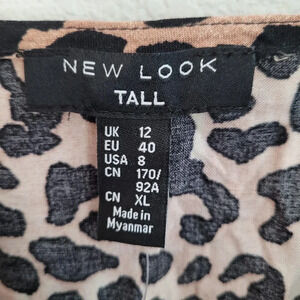 NEW LOOK
TALL
UK 12
EU 40
USA 8
CN 170/
92A
CN XL
Made in
Myanmar